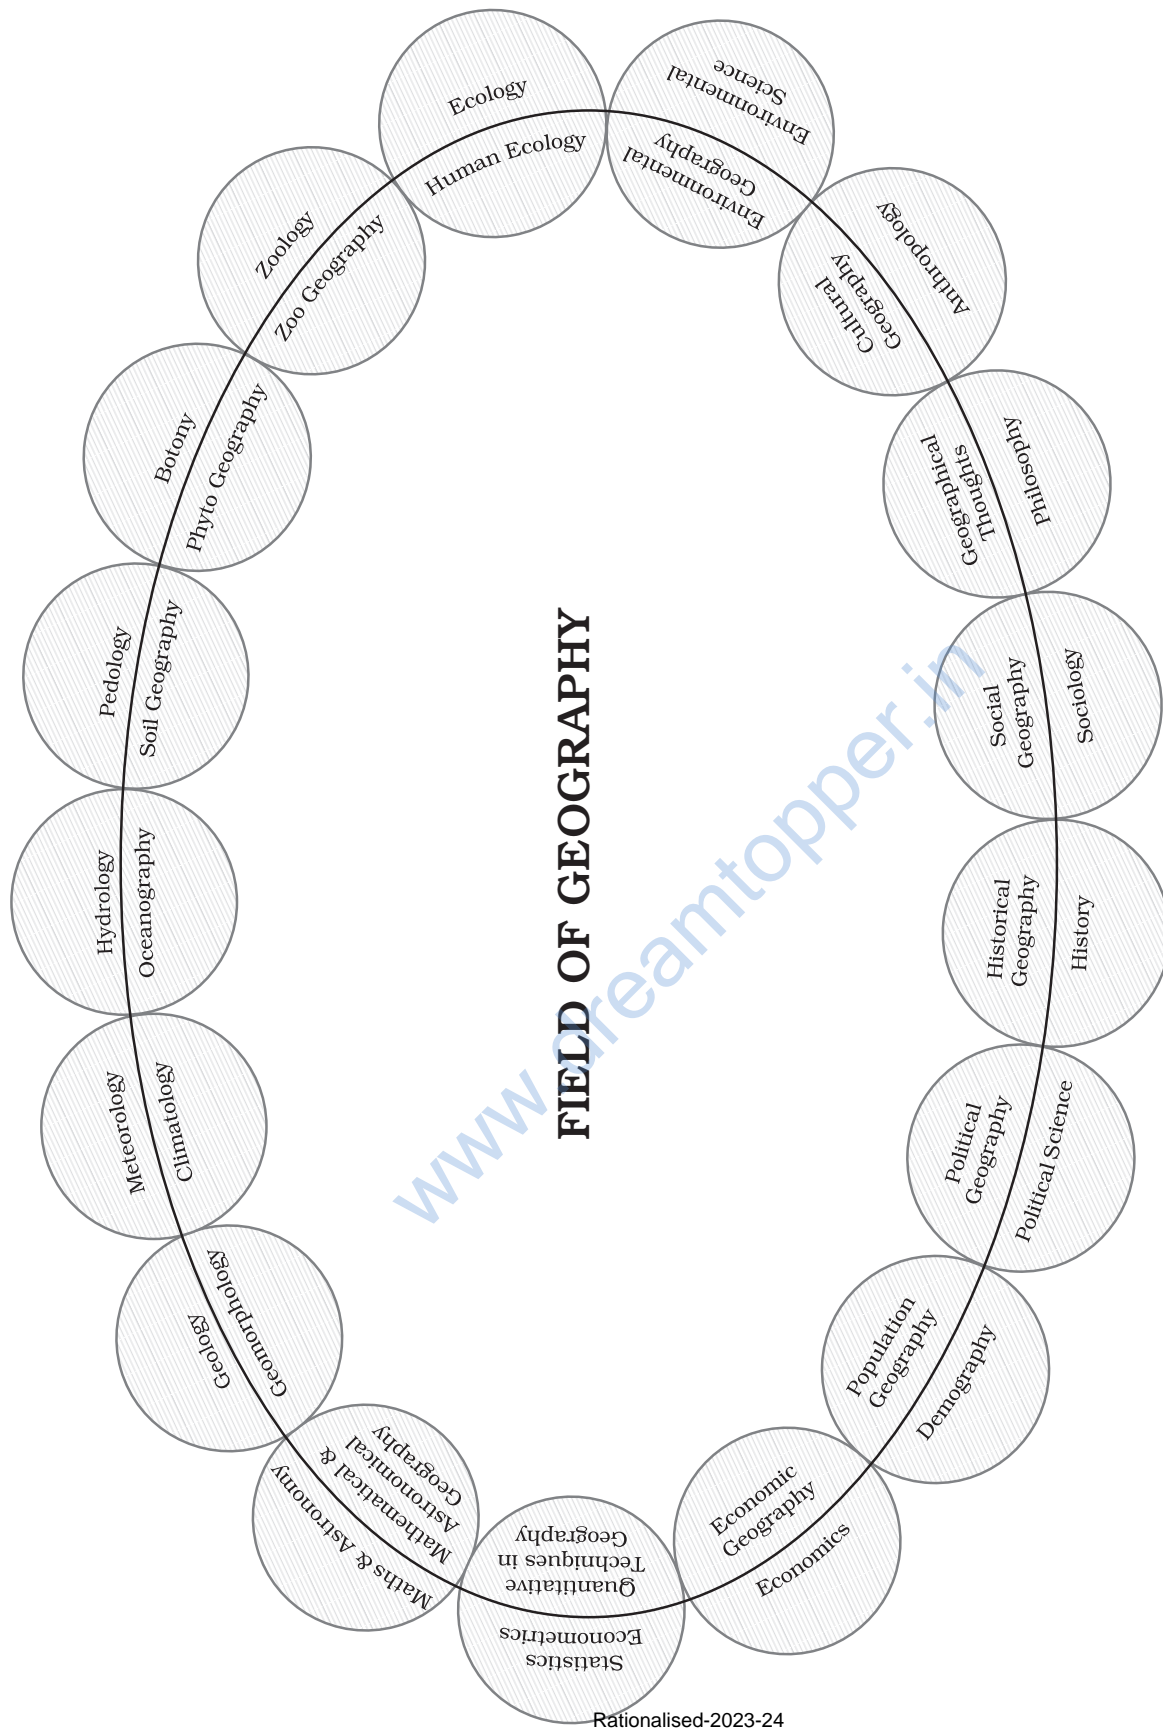 Ecology
Human Ecology
Environmental
Science
Environmental
Geography
Anthropology
Cultural
Geography
Philosophy
Geographical
Thoughts
Sociology
Social
Geography
History
Historical
Geography
Political Science
Political
Geography
Demography
Population
Geography
Economics
Economic
Geography
Statistics
Econometrics
Quantitative
Techniques in
Geography
Maths & Astronomy
Mathematical &
Astronomical
Geography
Geology
Geomorphology
Meteorology
Climatology
Hydrology
Oceanography
Pedology
Soil Geography
Botony
Phyto Geography
Zoology
Zoo Geography
FIELD OF GEOGRAPHY
www.dreamtopper.in
Rationalised-2023-24